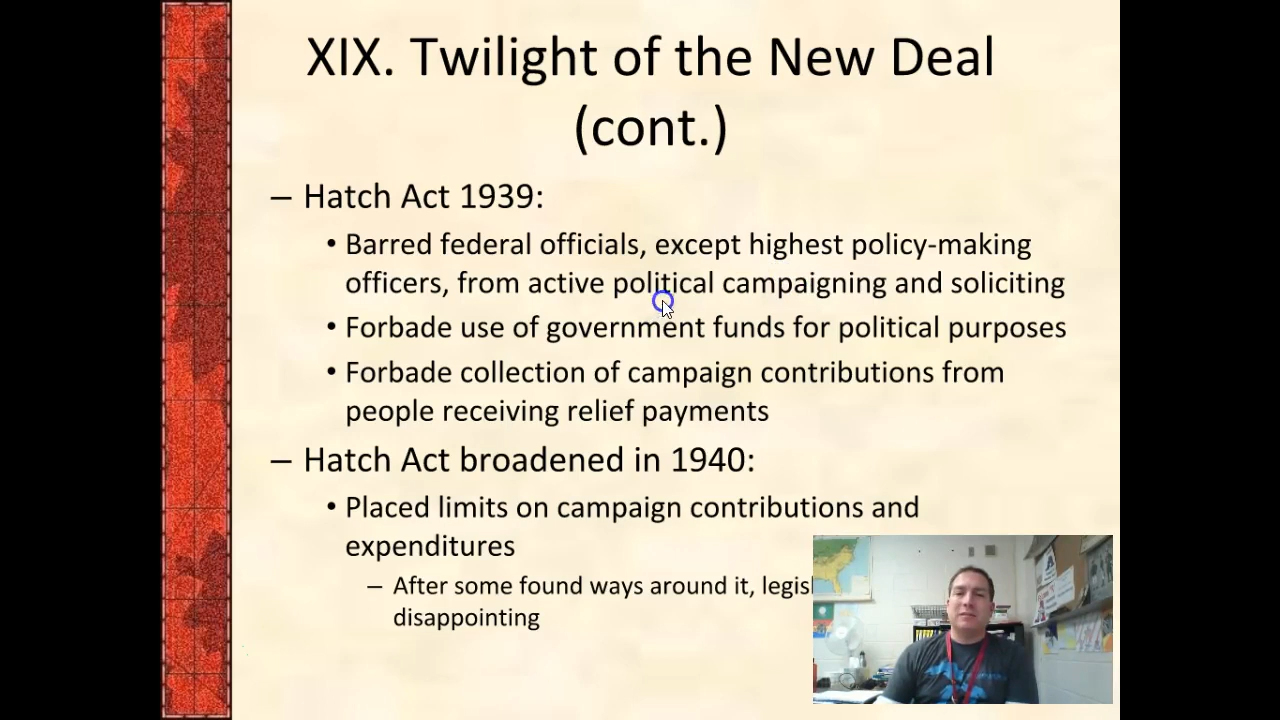 XIX. Twilight of the New Deal
(cont.)
– Hatch Act 1939:
• Barred federal officials, except highest policy-making
officers, from active political campaigning and soliciting
• Forbade use of government funds for political purposes
• Forbade collection of campaign contributions from
people receiving relief payments
– Hatch Act broadened in 1940:
• Placed limits on campaign contributions and
expenditures
– After some found ways around it,
disappointing